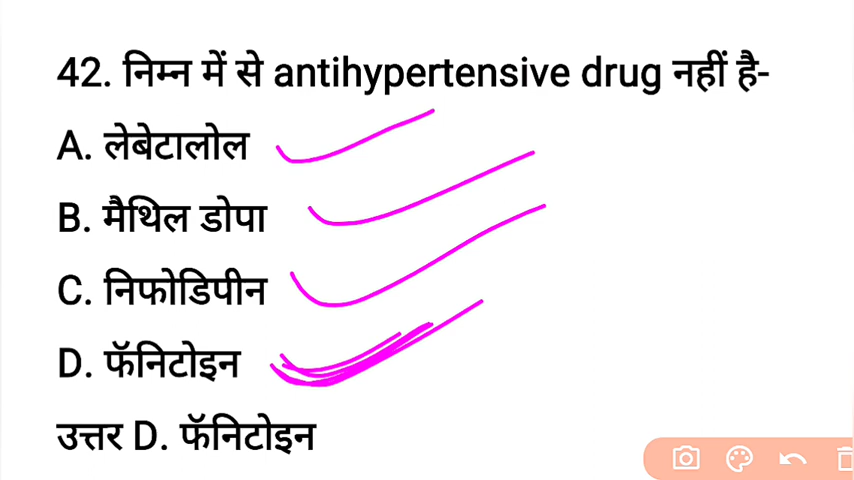 42. निम्न में से antihypertensive drug नहीं है-
A. लेबेटालोल
B. मैथिल डोपा
C. निफोडिपीन
D. फॅनिटोइन
उत्तर D. फॅनिटोइन